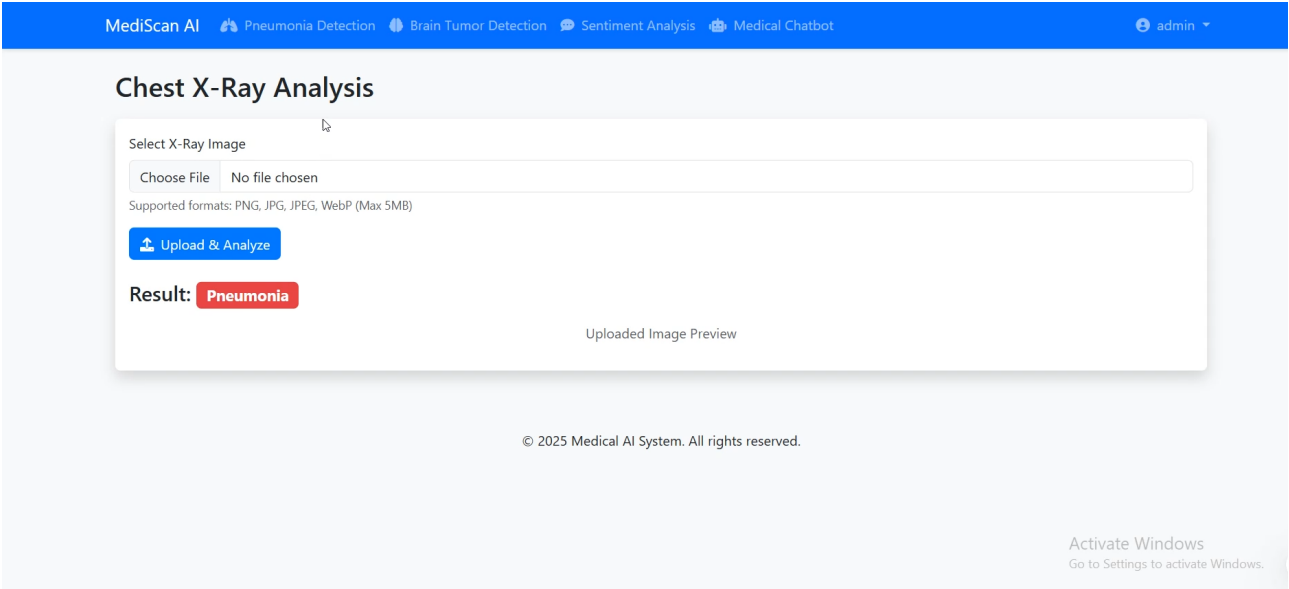 MediScan AI Pneumonia Detection Brain Tumor Detection Sentiment Analysis Medical Chatbot admin
Chest X-Ray Analysis
Select X-Ray Image
Choose File No file chosen
Supported formats: PNG, JPG, JPEG, WebP (Max 5MB)
Upload & Analyze
Result: Pneumonia
Uploaded Image Preview
© 2025 Medical AI System. All rights reserved.
Activate Windows
Go to Settings to activate Windows.